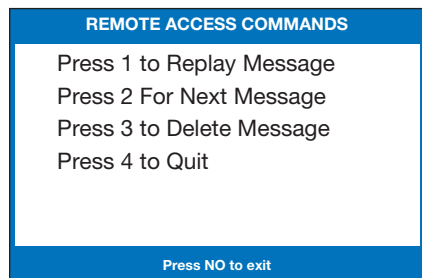 REMOTE ACCESS COMMANDS
Press 1 to Replay Message
Press 2 For Next Message
Press 3 to Delete Message
Press 4 to Quit
Press NO to exit